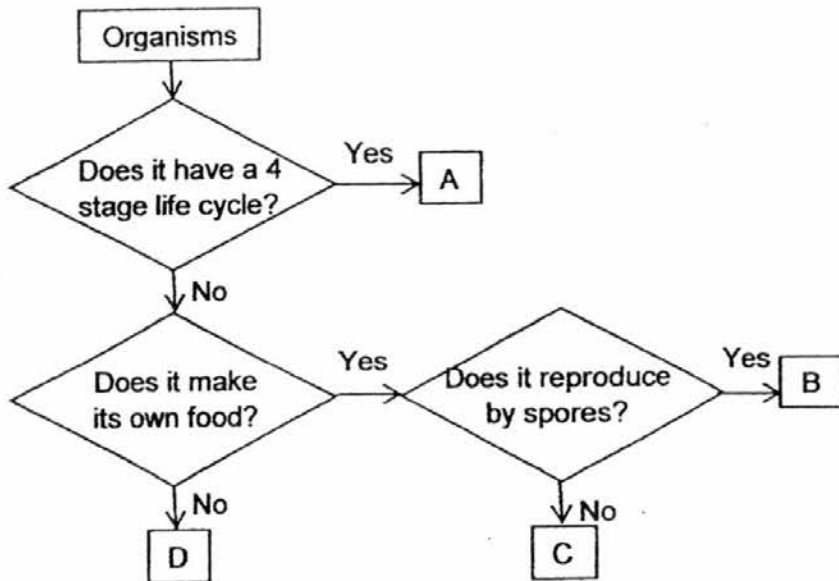 Organisms
Does it have a 4
stage life cycle?
Yes
A
No
Does it make
its own food?
Yes
Does it reproduce
by spores?
Yes
B
No
D
No
C